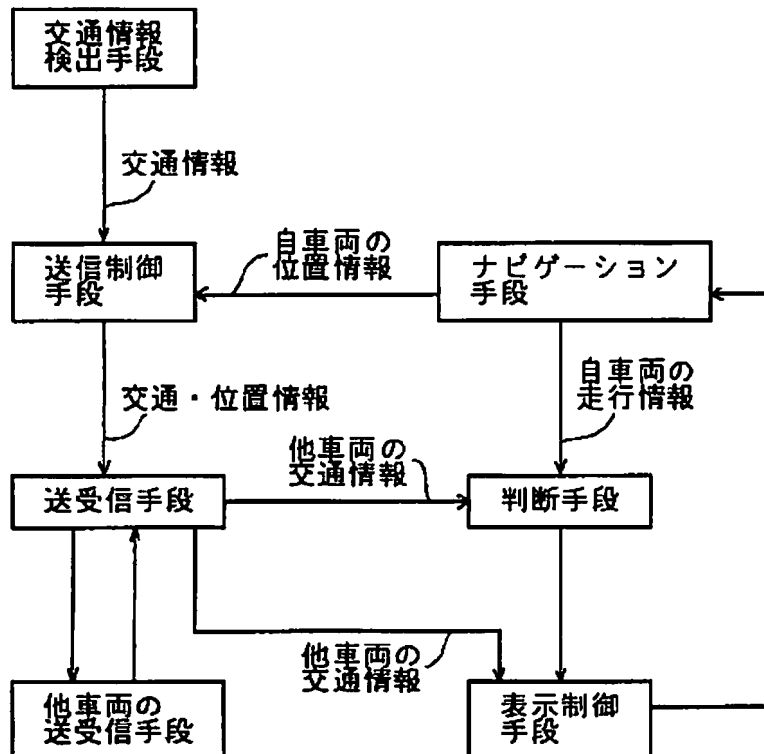 交通情報
検出手段
交通情報
送信制御
手段
自車両の
位置情報
ナビゲーション
手段
交通・位置情報
自車両の
走行情報
他車両の
交通情報
送受信手段
判断手段
他車両の
交通情報
他車両の
送受信手段
表示制御
手段